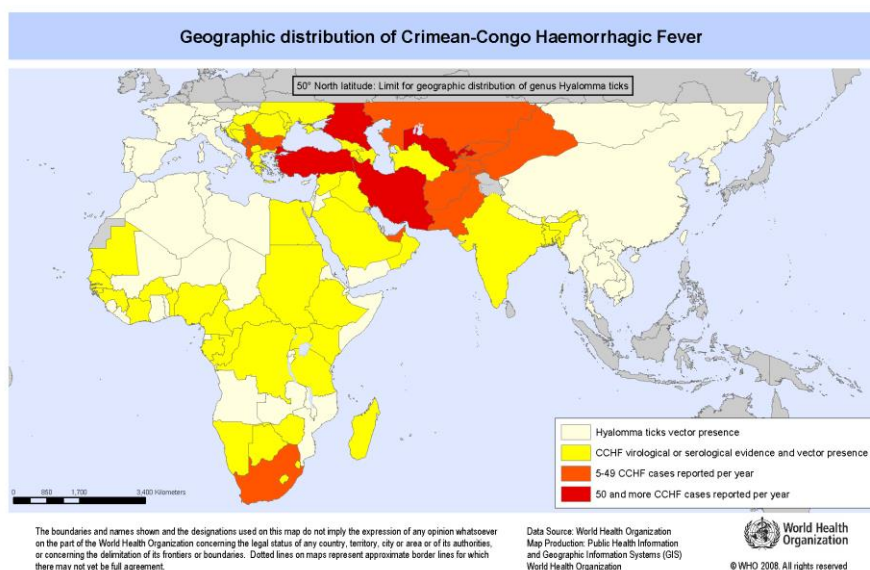 Geographic distribution of Crimean-Congo Haemorrhagic Fever
50° North latitude: Limit for geographic distribution of genus Hyalomma ticks
Hyalomma ticks vector presence
CCHF virological or serological evidence and vector presence
5-49 CCHF cases reported per year
50 and more CCHF cases reported per year
0 850 1,700 3,400 Kilometers
The boundaries and names shown and the designations used on this map do not imply the expression of any opinion whatsoever
on the part of the World Health Organization concerning the legal status of any country, territory, city or area or of its authorities,
or concerning the delimitation of its frontiers or boundaries. Dotted lines on maps represent approximate border lines for which
there may not yet be full agreement.
Data Source: World Health Organization
Map Production: Public Health Information
and Geographic Information Systems (GIS)
World Health Organization
World Health
Organization
© WHO 2008. All rights reserved